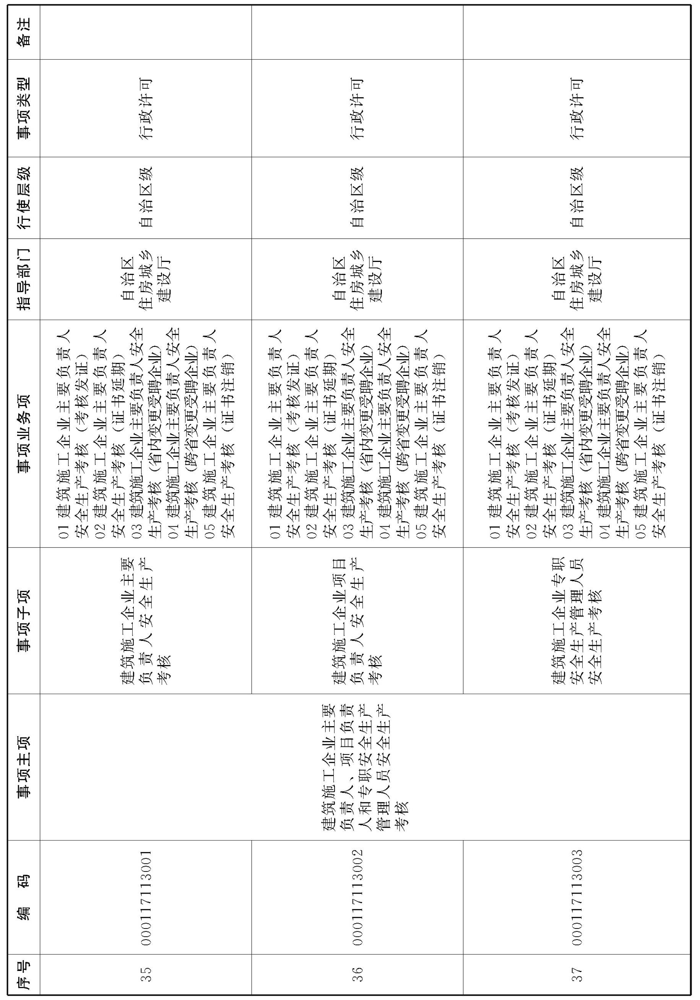 序号
编 码
事项主项
事项子项
事项业务项
指导部门
行使层级
事项类型
备注
35
000117113001
建筑施工企业主要
负责人、项目负责
人和专职安全生产
管理人员安全生产
考核
建筑施工企业主要
负责人安全生产
考核
01 建筑施工企业主要负责人
安全生产考核（考核发证）
02 建筑施工企业主要负责人
安全生产考核（证书延期）
03 建筑施工企业主要负责人安全
生产考核（省内变更受聘企业）
04 建筑施工企业主要负责人安全
生产考核（跨省变更受聘企业）
05 建筑施工企业主要负责人
安全生产考核（证书注销）
自治区
住房城乡
建设厅
自治区级
行政许可
36
000117113002
建筑施工企业项目
负责人安全生产
考核
01 建筑施工企业主要负责人
安全生产考核（考核发证）
02 建筑施工企业主要负责人
安全生产考核（证书延期）
03 建筑施工企业主要负责人安全
生产考核（省内变更受聘企业）
04 建筑施工企业主要负责人安全
生产考核（跨省变更受聘企业）
05 建筑施工企业主要负责人
安全生产考核（证书注销）
自治区
住房城乡
建设厅
自治区级
行政许可
37
000117113003
建筑施工企业专职
安全生产管理人员
安全生产考核
01 建筑施工企业主要负责人
安全生产考核（考核发证）
02 建筑施工企业主要负责人
安全生产考核（证书延期）
03 建筑施工企业主要负责人安全
生产考核（省内变更受聘企业）
04 建筑施工企业主要负责人安全
生产考核（跨省变更受聘企业）
05 建筑施工企业主要负责人
安全生产考核（证书注销）
自治区
住房城乡
建设厅
自治区级
行政许可